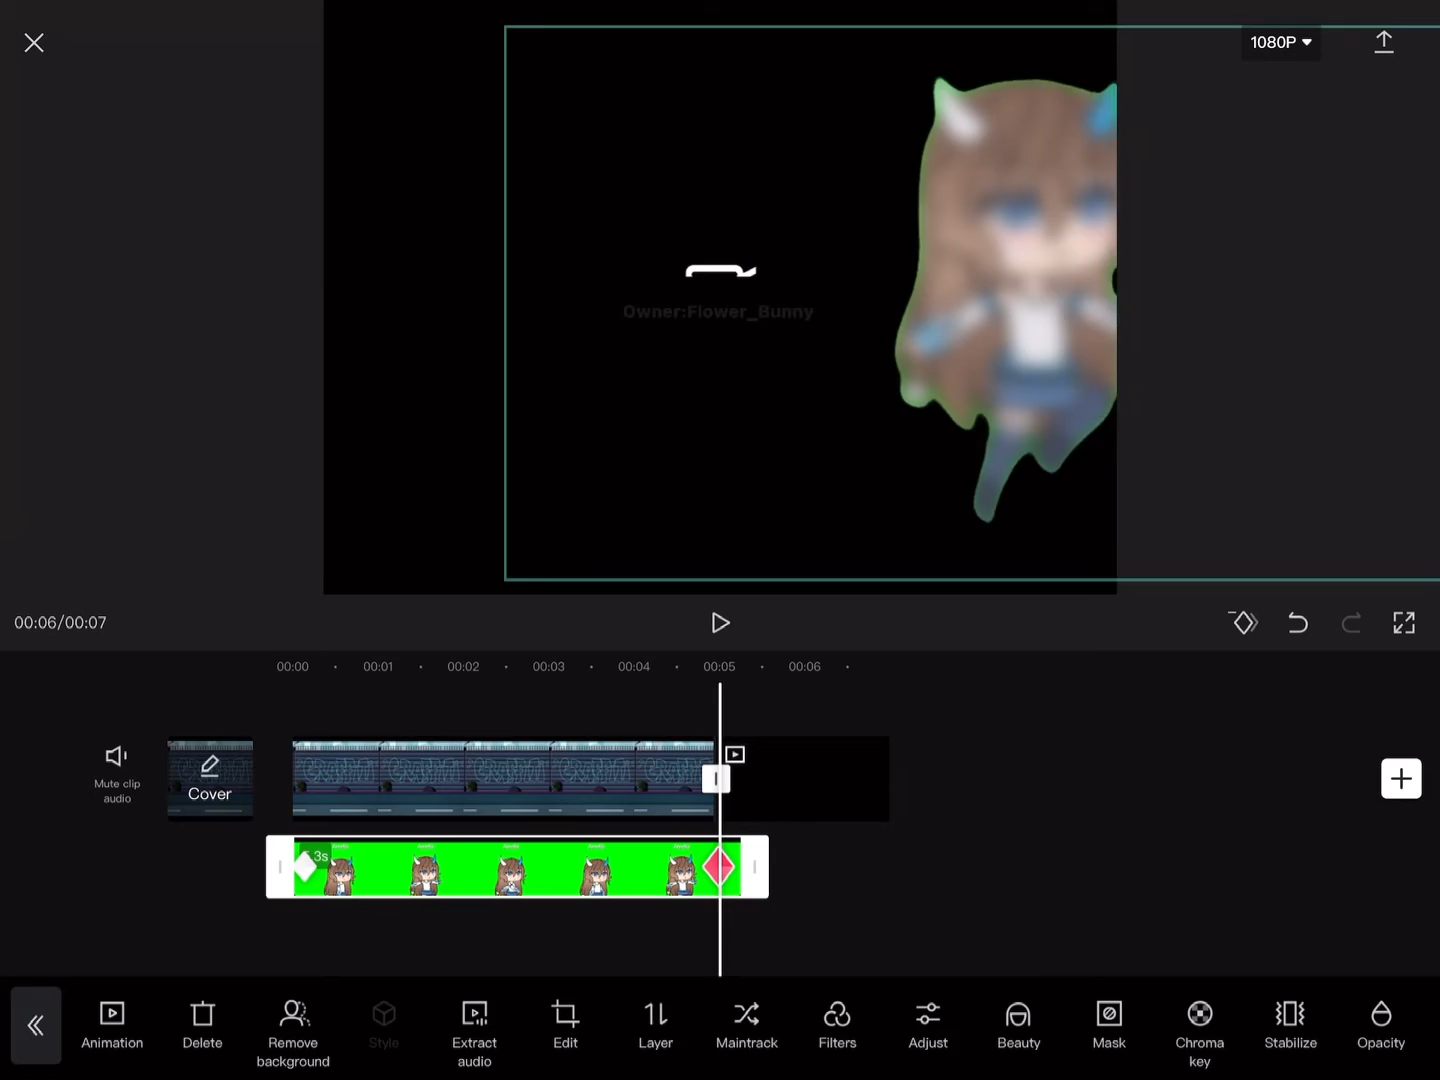 1080P
Owner:Flower_Bunny
00:06/00:07
00:00 00:01 00:02 00:03 00:04 00:05 00:06
Mute clip
audio
Cover
3s
Animation
Delete
Remove
background
Style
Extract
audio
Edit
Layer
Maintrack
Filters
Adjust
Beauty
Mask
Chroma
key
Stabilize
Opacity